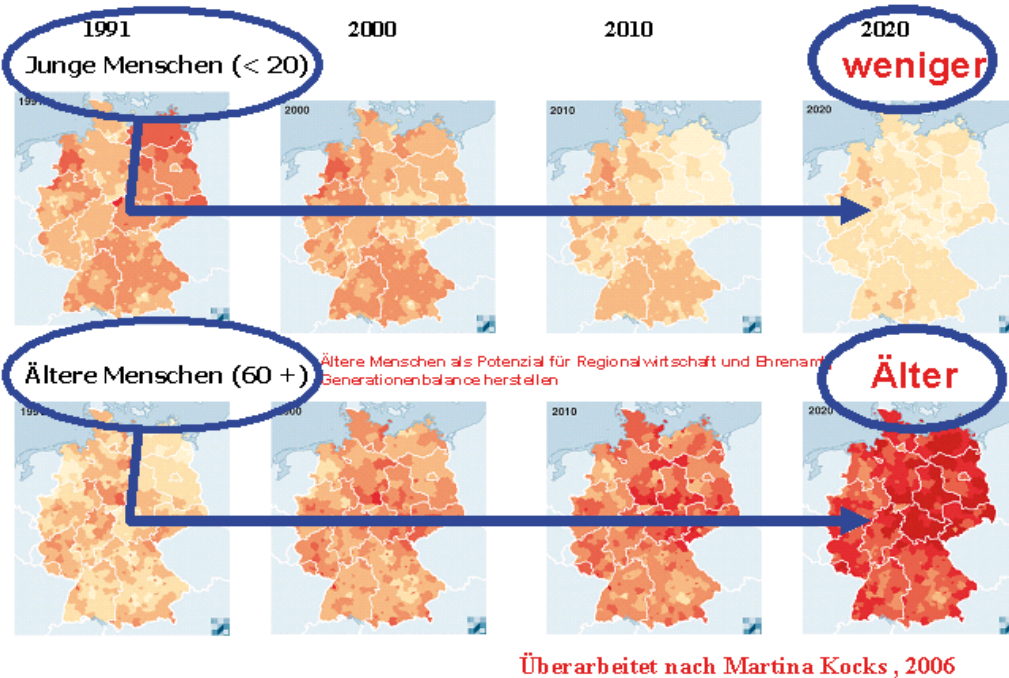 1991 2000 2010 2020
Junge Menschen (< 20)
weniger
1991
2000
2010
2020
Ältere Menschen als Potenzial für Regionalwirtschaft und Ehrenamt
Generationenbalance herstellen
Ältere Menschen (60 +)
Älter
2010
2020
Überarbeitet nach Martina Kocks , 2006